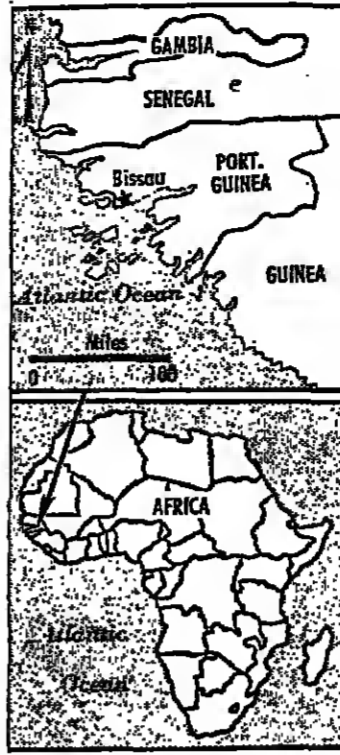 GAMBIA
SENEGAL e
Bissau
PORT.
GUINEA
GUINEA
Atlantic Ocean
Miles
0 100
AFRICA
Atlantic
Ocean